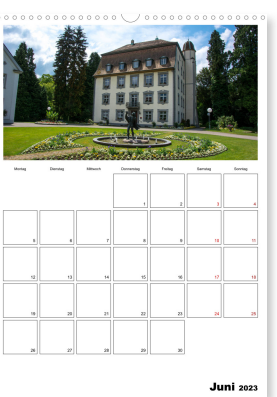 Montag Dienstag Mittwoch Donnerstag Freitag Samstag Sonntag
1 2 3 4
5 6 7 8 9 10 11
12 13 14 15 16 17 18
19 20 21 22 23 24 25
26 27 28 29 30
Juni 2023